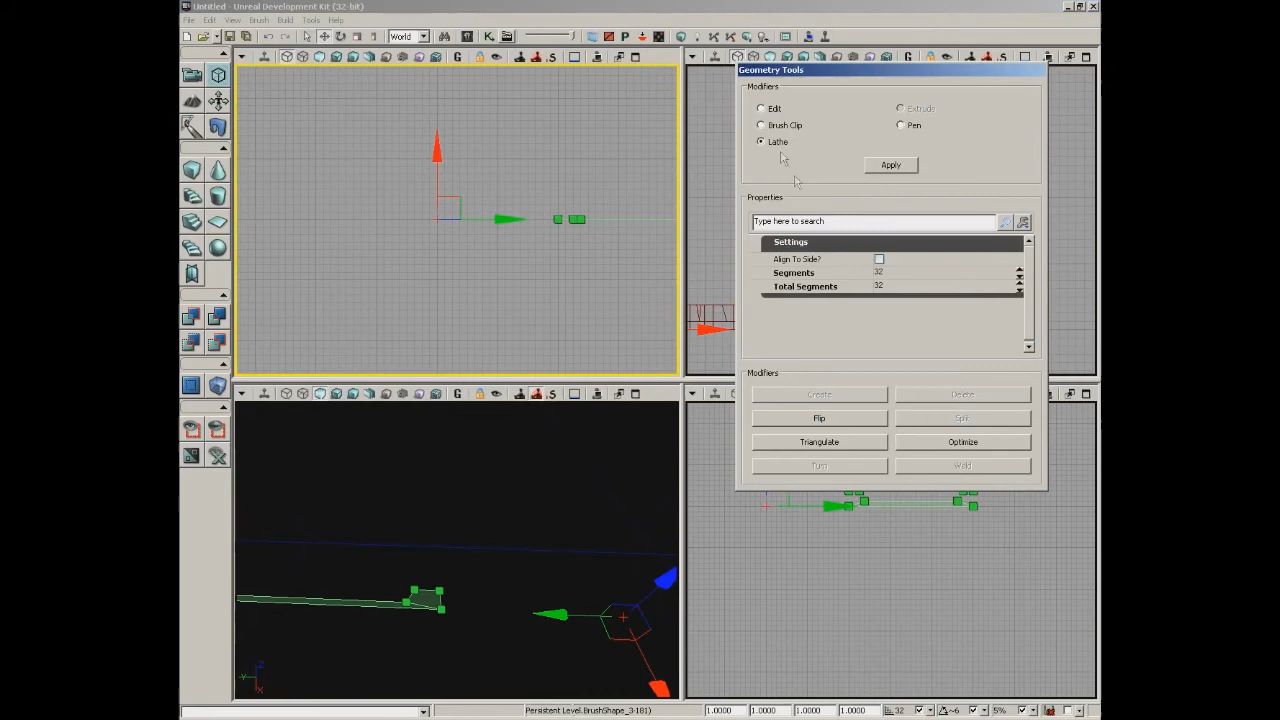 Untitled - Unreal Development Kit (32-bit)
File Edit View Brush Build Tools Help
World
Geometry Tools
Modifiers
Edit
Extrude
Brush Clip
Pen
Lathe
Apply
Properties
Type here to search
Settings
Align To Side?
Segments 32
Total Segments 32
Modifiers
Create Delete
Flip Split
Triangulate Optimize
Turn Weld
Persistent Level.BrushShape_3-181) 1.0000 1.0000 1.0000 1.0000 32 ~6 5%